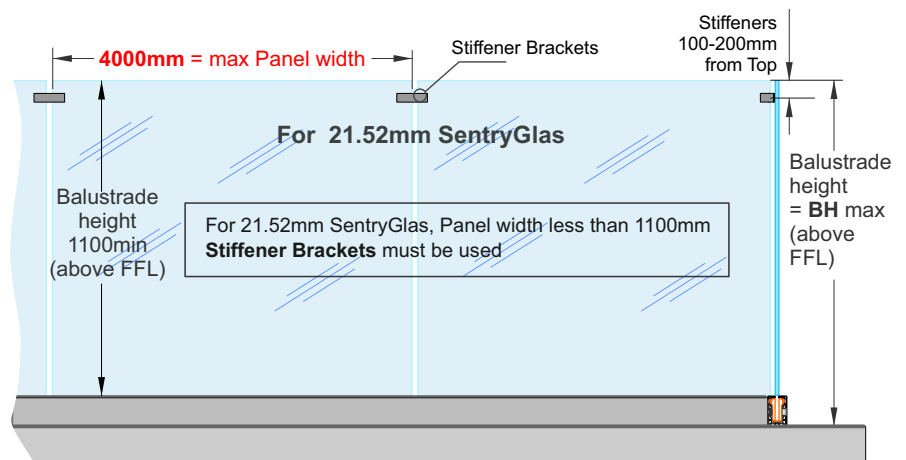 4000mm = max Panel width
Stiffener Brackets
Stiffeners
100-200mm
from Top
For 21.52mm SentryGlas
Balustrade
height
1100min
(above FFL)
For 21.52mm SentryGlas, Panel width less than 1100mm
Stiffener Brackets must be used
Balustrade
height
= BH max
(above
FFL)